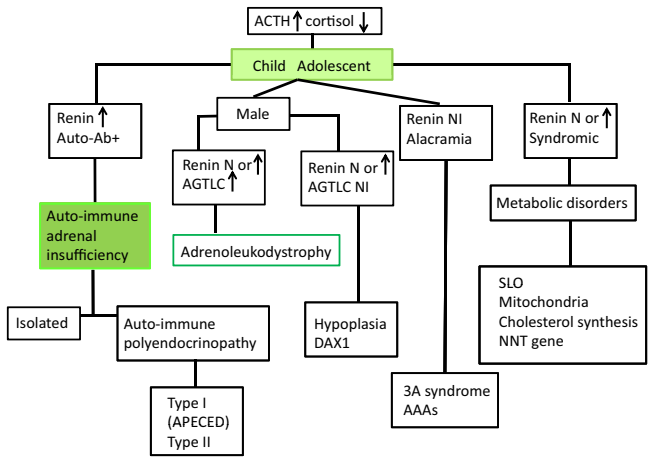 ACTH ↑ cortisol ↓
Child Adolescent
Renin ↑
Auto-Ab+
Male
Renin NI
Alacramia
Renin N or ↑
Syndromic
Renin N or ↑
AGTLC ↑
Renin N or ↑
AGTLC NI
Metabolic disorders
Auto-immune
adrenal
insufficiency
Adrenoleukodystrophy
SLO
Mitochondria
Cholesterol synthesis
NNT gene
Isolated
Auto-immune
polyendocrinopathy
Hypoplasia
DAX1
3A syndrome
AAAs
Type I
(APECED)
Type II